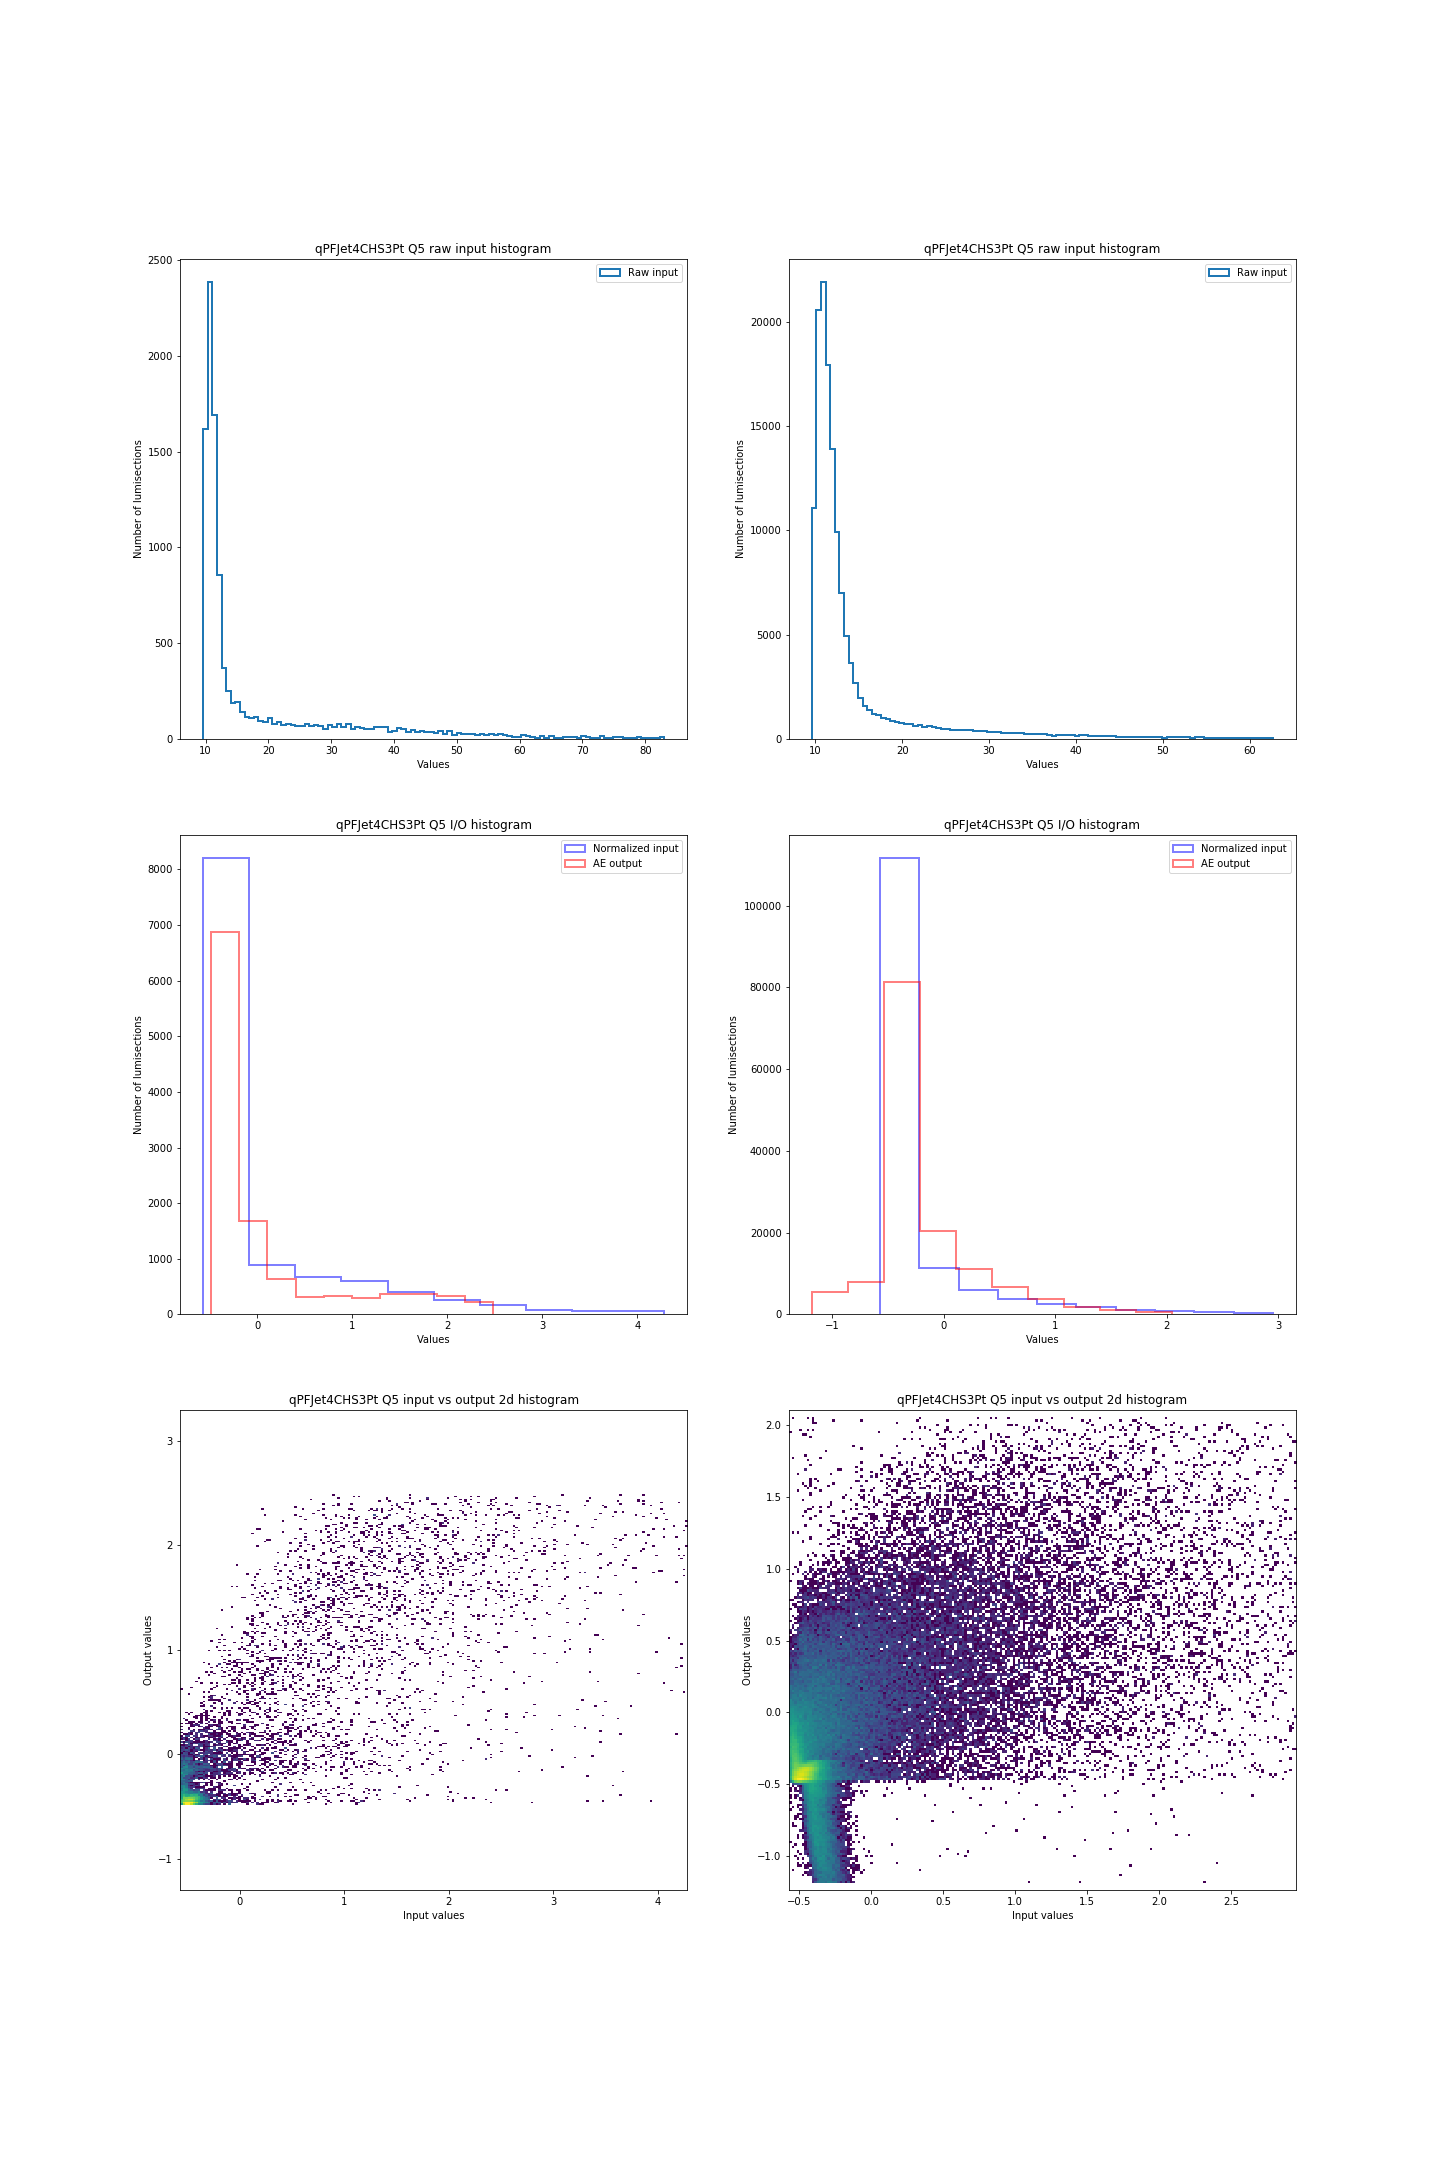 qPFJet4CHS3Pt Q5 raw input histogram
qPFJet4CHS3Pt Q5 raw input histogram
Raw input
Raw input
2500
2000
1500
1000
500
0
Number of lumisections
10 20 30 40 50 60 70 80
Values
20000
15000
10000
5000
0
Number of lumisections
10 20 30 40 50 60
Values
qPFJet4CHS3Pt Q5 I/O histogram
qPFJet4CHS3Pt Q5 I/O histogram
Normalized input
AE output
Normalized input
AE output
8000
7000
6000
5000
4000
3000
2000
1000
0
Number of lumisections
0 1 2 3 4
Values
100000
80000
60000
40000
20000
0
Number of lumisections
−1 0 1 2 3
Values
qPFJet4CHS3Pt Q5 input vs output 2d histogram
qPFJet4CHS3Pt Q5 input vs output 2d histogram
3
2
1
0
−1
Output values
0 1 2 3 4
Input values
2.0
1.5
1.0
0.5
0.0
−0.5
−1.0
Output values
−0.5 0.0 0.5 1.0 1.5 2.0 2.5
Input values